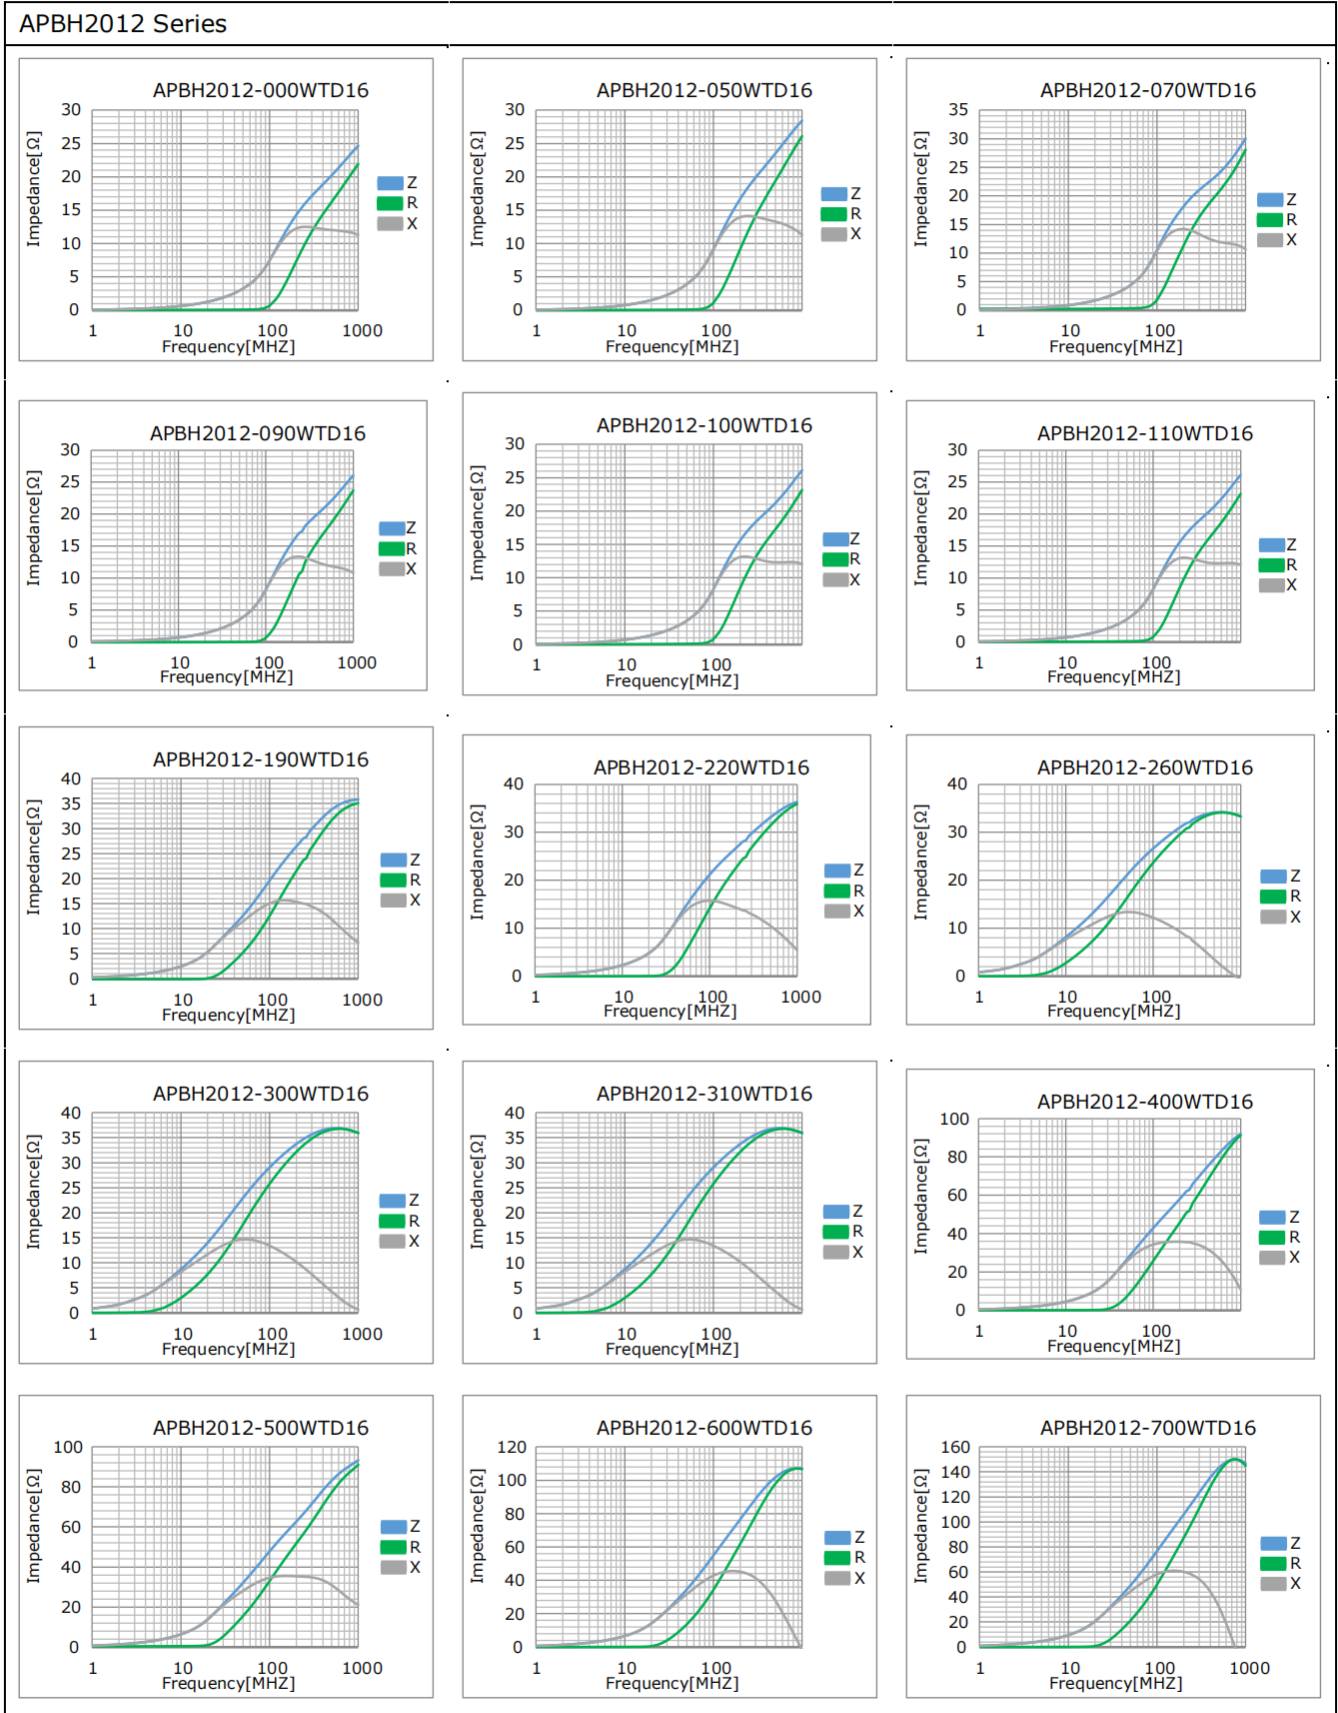 APBH2012 Series
APBH2012-000WTD16
Impedance[Ω]
30
25
20
15
10
5
0
Z
R
X
1 10 100 1000
Frequency[MHZ]
APBH2012-050WTD16
Impedance[Ω]
30
25
20
15
10
5
0
Z
R
X
1 10 100
Frequency[MHZ]
APBH2012-070WTD16
Impedance[Ω]
35
30
25
20
15
10
5
0
Z
R
X
1 10 100
Frequency[MHZ]
APBH2012-090WTD16
Impedance[Ω]
30
25
20
15
10
5
0
Z
R
X
1 10 100 1000
Frequency[MHZ]
APBH2012-100WTD16
Impedance[Ω]
30
25
20
15
10
5
0
Z
R
X
1 10 100
Frequency[MHZ]
APBH2012-110WTD16
Impedance[Ω]
30
25
20
15
10
5
0
Z
R
X
1 10 100
Frequency[MHZ]
APBH2012-190WTD16
Impedance[Ω]
40
35
30
25
20
15
10
5
0
Z
R
X
1 10 100 1000
Frequency[MHZ]
APBH2012-220WTD16
Impedance[Ω]
40
30
20
10
0
Z
R
X
1 10 100 1000
Frequency[MHZ]
APBH2012-260WTD16
Impedance[Ω]
40
30
20
10
0
Z
R
X
1 10 100
Frequency[MHZ]
APBH2012-300WTD16
Impedance[Ω]
40
35
30
25
20
15
10
5
0
Z
R
X
1 10 100 1000
Frequency[MHZ]
APBH2012-310WTD16
Impedance[Ω]
40
35
30
25
20
15
10
5
0
Z
R
X
1 10 100
Frequency[MHZ]
APBH2012-400WTD16
Impedance[Ω]
100
80
60
40
20
0
Z
R
X
1 10 100
Frequency[MHZ]
APBH2012-500WTD16
Impedance[Ω]
100
80
60
40
20
0
Z
R
X
1 10 100 1000
Frequency[MHZ]
APBH2012-600WTD16
Impedance[Ω]
120
100
80
60
40
20
0
Z
R
X
1 10 100
Frequency[MHZ]
APBH2012-700WTD16
Impedance[Ω]
160
140
120
100
80
60
40
20
0
Z
R
X
1 10 100 1000
Frequency[MHZ]